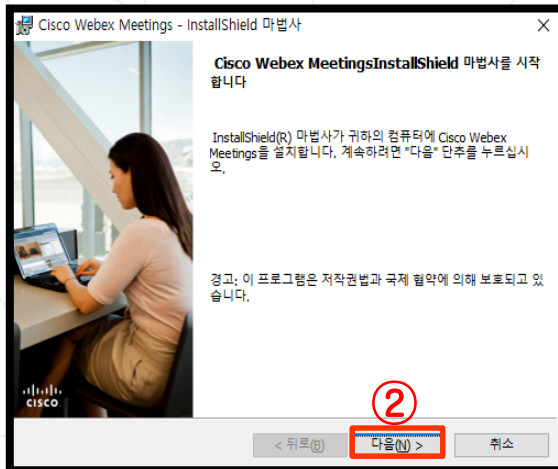 Cisco Webex Meetings - InstallShield 마법사
Cisco Webex MeetingsInstallShield 마법사를 시작
합니다
InstallShield(R) 마법사가 귀하의 컴퓨터에 Cisco Webex
Meetings을 설치합니다. 계속하려면 "다음" 단추를 누르십시
오.
경고: 이 프로그램은 저작권법과 국제 협약에 의해 보호되고 있
습니다.
CISCO
②
< 뒤로(B)
다음(N) >
취소